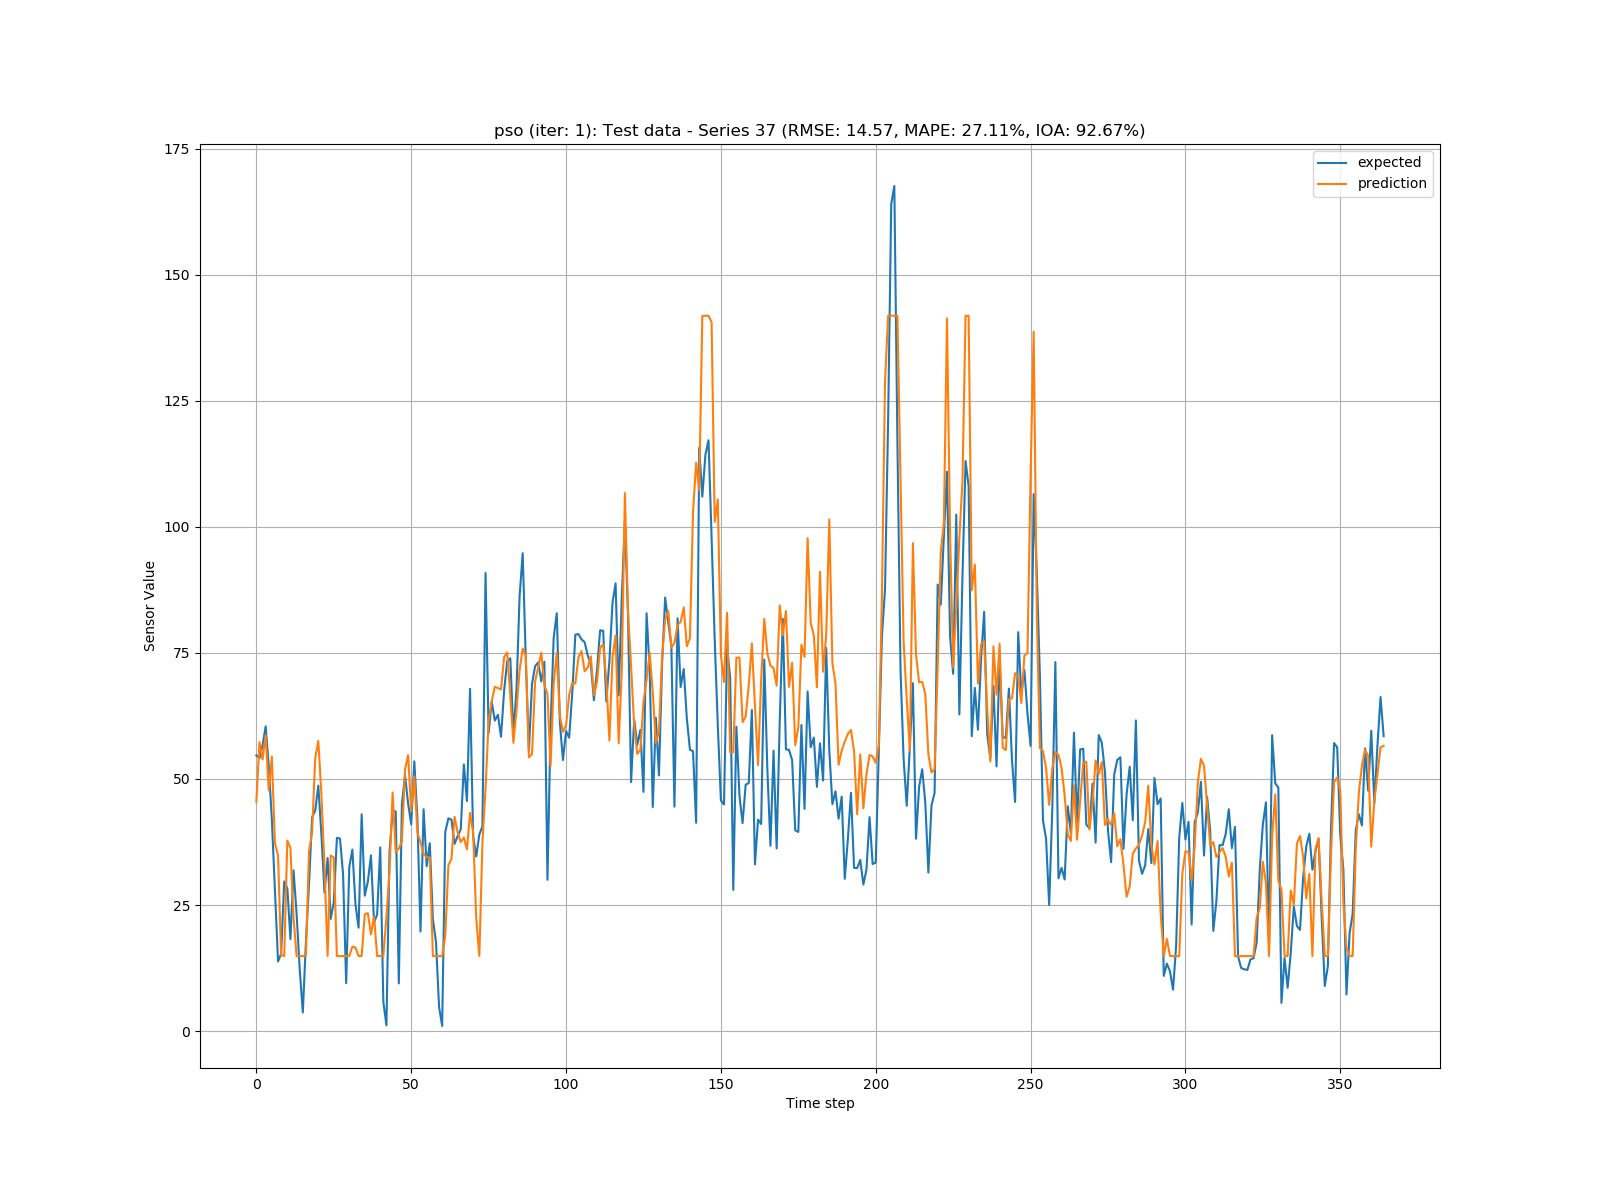 pso (iter: 1): Test data - Series 37 (RMSE: 14.57, MAPE: 27.11%, IOA: 92.67%)
expected
prediction
Sensor Value
175
150
125
100
75
50
25
0
0 50 100 150 200 250 300 350
Time step